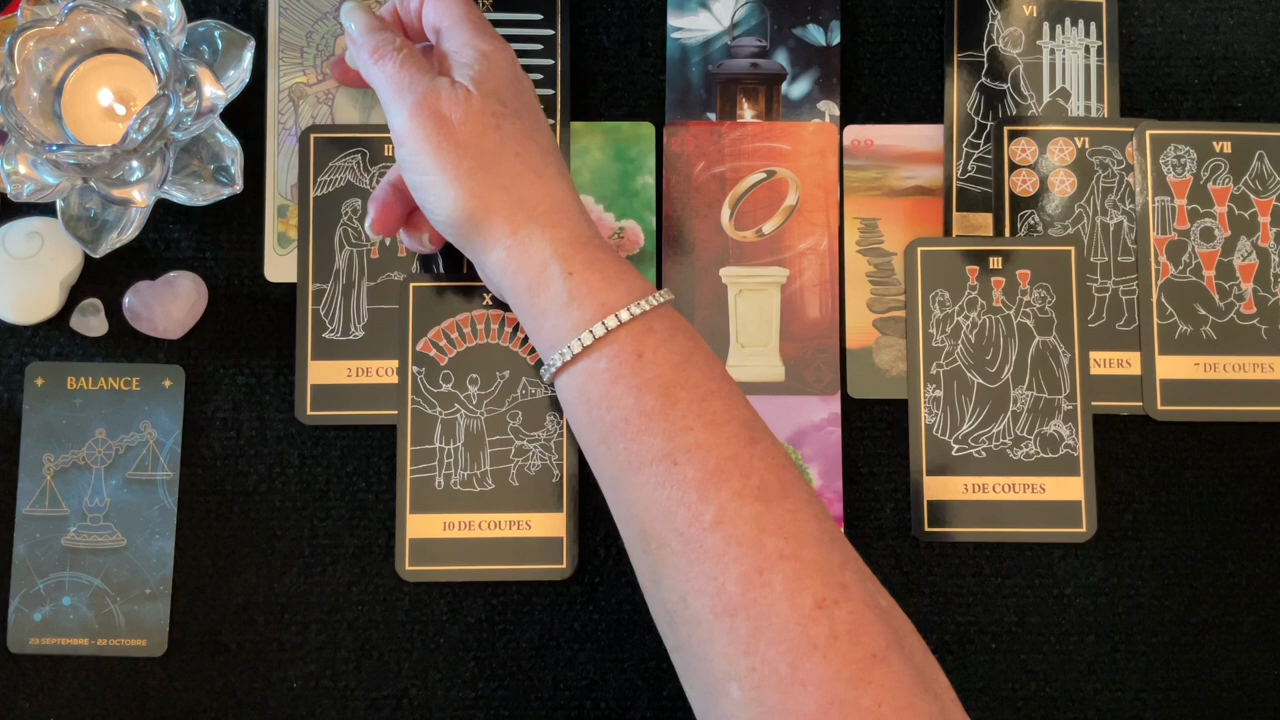 IX
VI
II
VI
VII
III
X
BALANCE
2 DE COU
NIERS
7 DE COUPES
3 DE COUPES
10 DE COUPES
23 SEPTEMBRE - 22 OCTOBRE